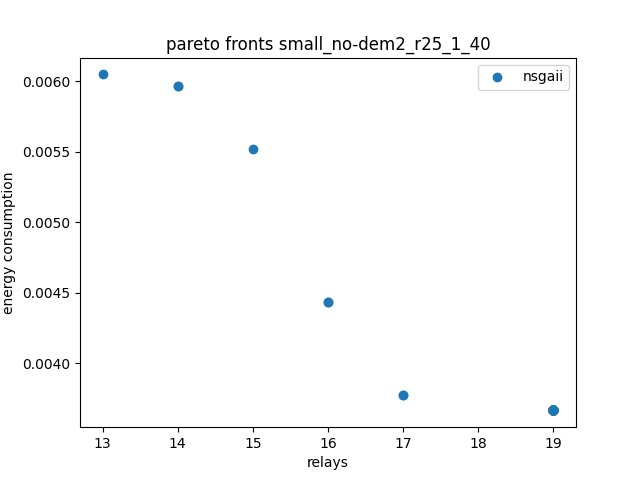 pareto fronts small_no-dem2_r25_1_40
nsgaii
0.0060
0.0055
0.0050
0.0045
0.0040
energy consumption
13 14 15 16 17 18 19
relays